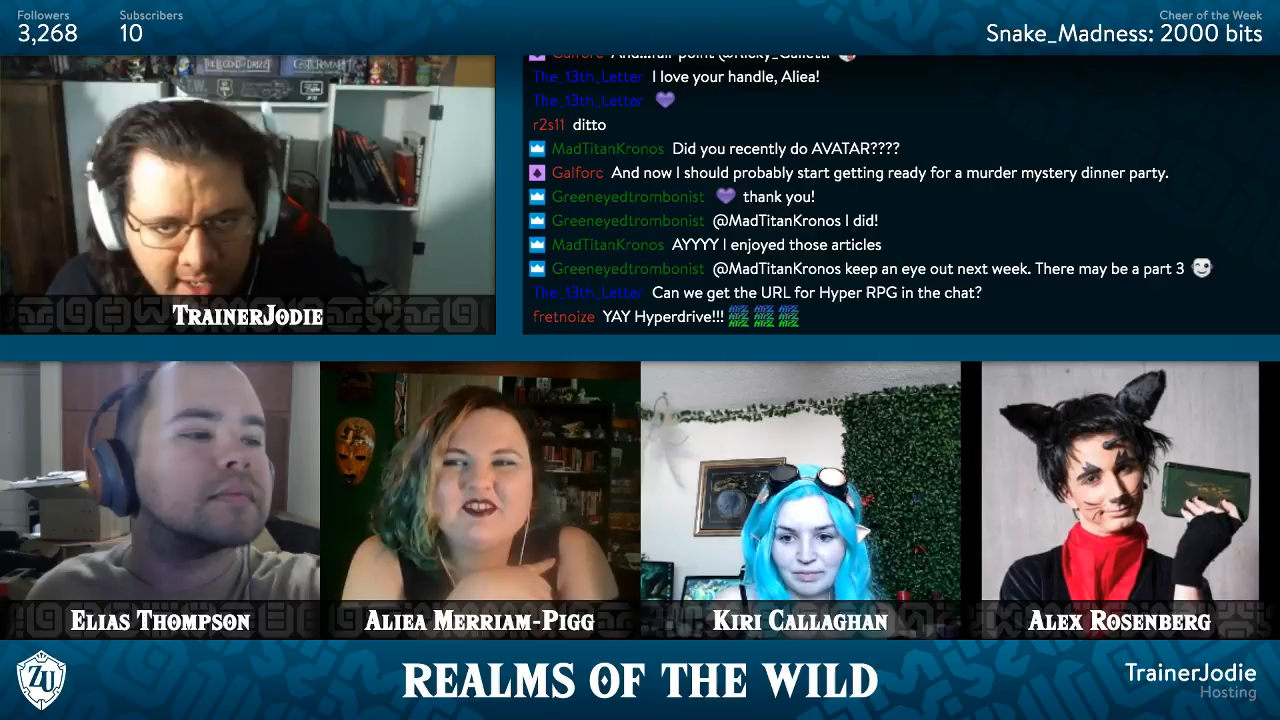 Followers
3,268
Subscribers
10
Cheer of the Week
Snake_Madness: 2000 bits
The_13th_Letter I love your handle, Aliea!
The_13th_Letter
r2s11 ditto
MadTitanKronos Did you recently do AVATAR????
Galforc And now I should probably start getting ready for a murder mystery dinner party.
Greeneyedtrombonist thank you!
Greeneyedtrombonist @MadTitanKronos I did!
MadTitanKronos AYYYY I enjoyed those articles
Greeneyedtrombonist @MadTitanKronos keep an eye out next week. There may be a part 3
The_13th_Letter Can we get the URL for Hyper RPG in the chat?
fretnoize YAY Hyperdrive!!!
TrainerJodie
Elias Thompson
Aliea Merriam-Pigg
Kiri Callaghan
Alex Rosenberg
ZU
REALMS OF THE WILD
TrainerJodie
Hosting